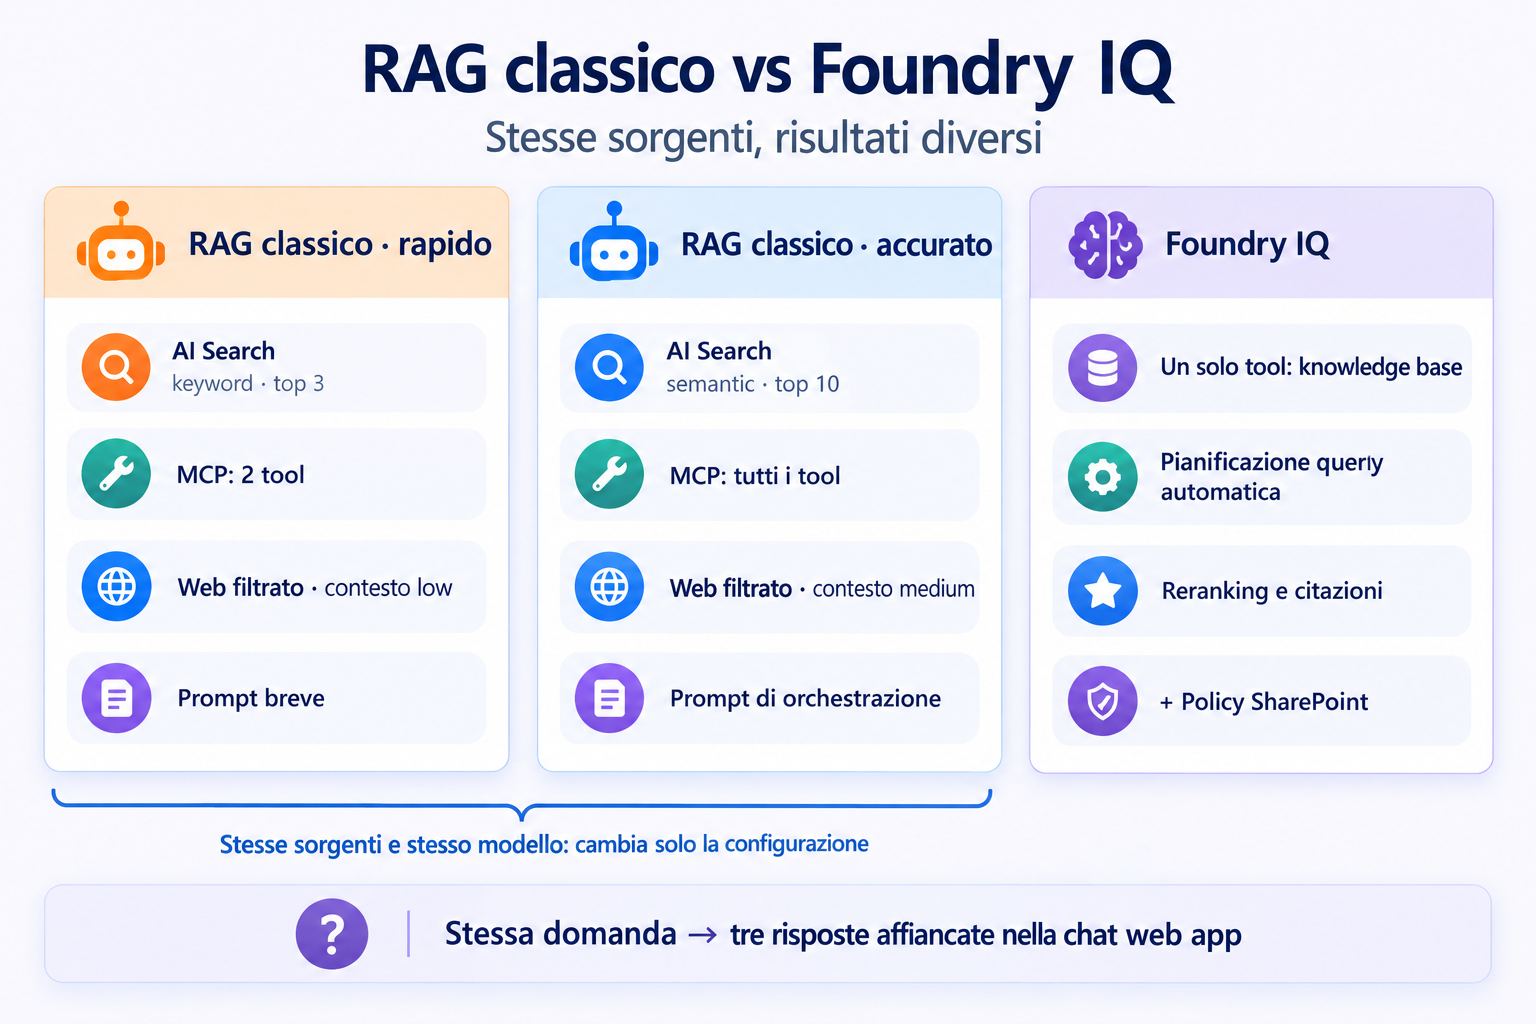 RAG classico vs Foundry IQ
Stesse sorgenti, risultati diversi
RAG classico · rapido
AI Search
keyword · top 3
MCP: 2 tool
Web filtrato · contesto low
Prompt breve
RAG classico · accurato
AI Search
semantic · top 10
MCP: tutti i tool
Web filtrato · contesto medium
Prompt di orchestrazione
Foundry IQ
Un solo tool: knowledge base
Pianificazione query
automatica
Reranking e citazioni
+ Policy SharePoint
Stesse sorgenti e stesso modello: cambia solo la configurazione
?
Stessa domanda → tre risposte affiancate nella chat web app